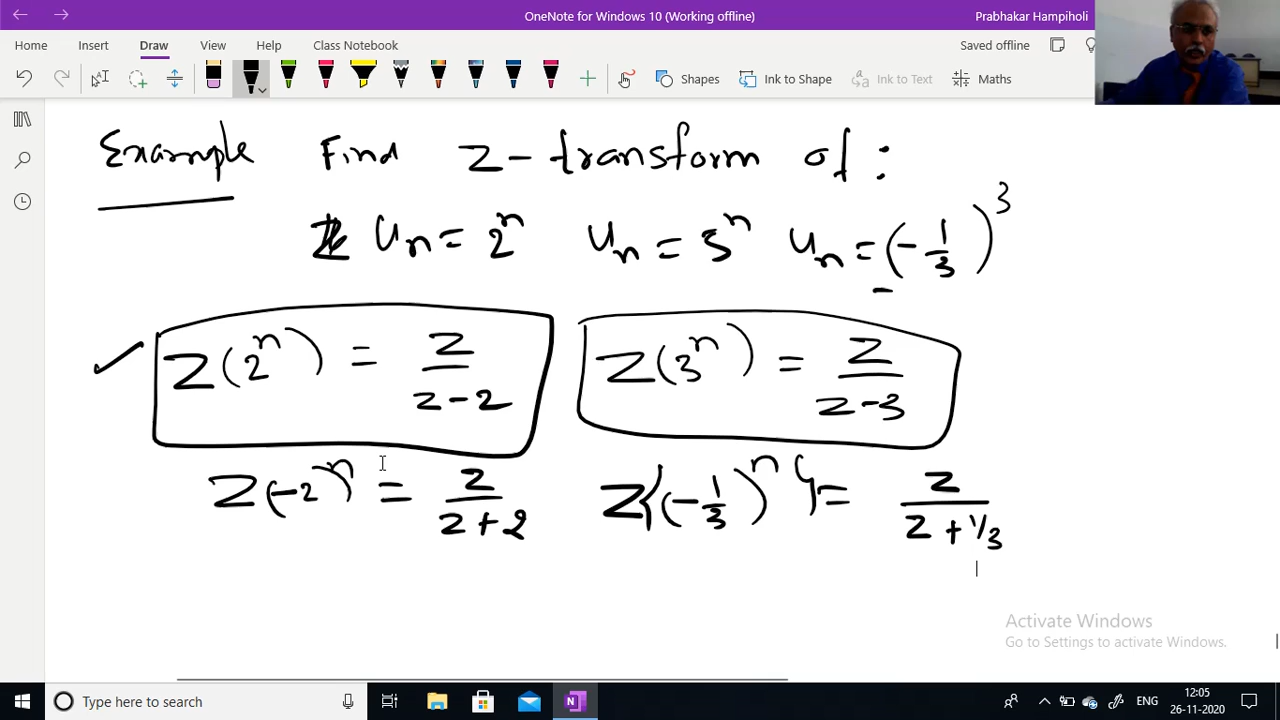 OneNote for Windows 10 (Working offline)
Prabhakar Hampiholi
Home Insert Draw View Help Class Notebook
Saved offline
Shapes Ink to Shape Ink to Text Maths
Example Find Z-transform of :
Un = 2^n Un = 3^n Un = (-1/3)^3
Z(2^n) = z/(z-2) Z(3^n) = z/(z-3)
Z(-2)^n = z/(z+2) Z{(-1/3)^n} = z/(z+1/3)
Activate Windows
Go to Settings to activate Windows.
Type here to search
ENG
12:05
26-11-2020